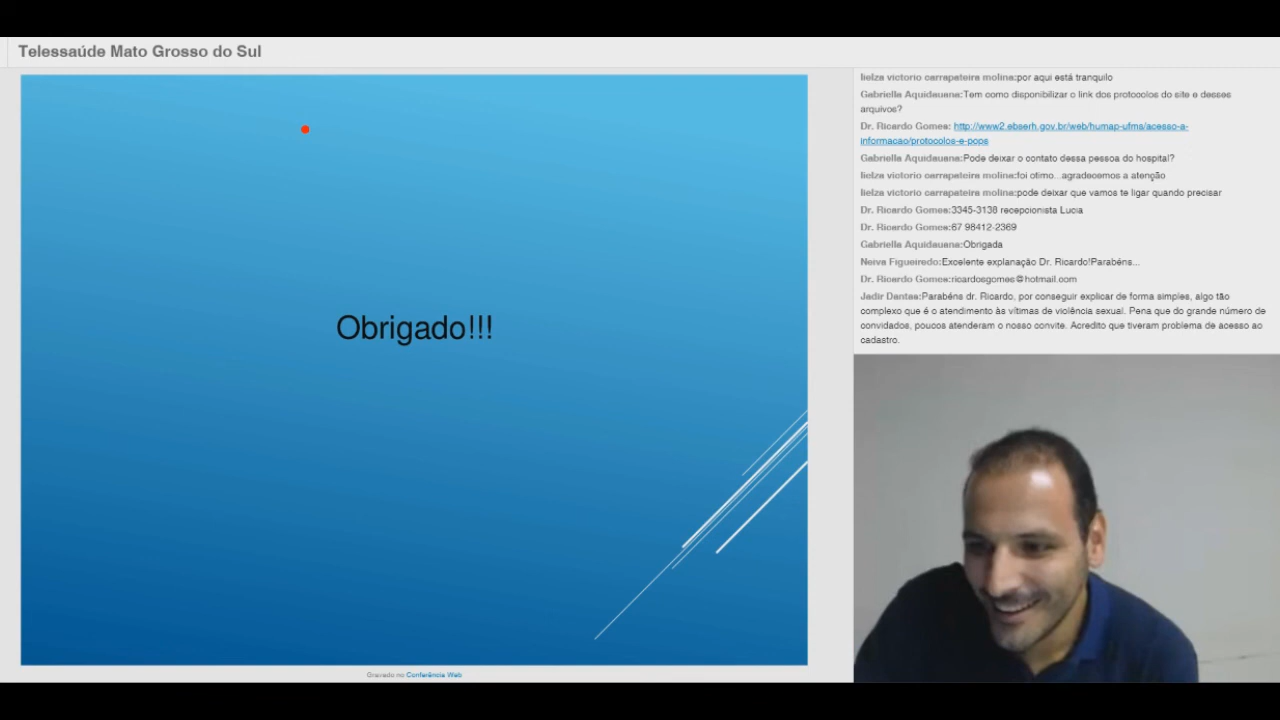 Telessaúde Mato Grosso do Sul
Obrigado!!!
Gravado no Conferência Web
lielza victorio carrapateira molina:por aqui está tranquilo
Gabriella Aquidauana:Tem como disponibilizar o link dos protocolos do site e desses
arquivos?
Dr. Ricardo Gomes: http://www2.ebserh.gov.br/web/humap-ufms/acesso-a-
informacao/protocolos-e-pops
Gabriella Aquidauana:Pode deixar o contato dessa pessoa do hospital?
lielza victorio carrapateira molina:foi otimo...agradecemos a atenção
lielza victorio carrapateira molina:pode deixar que vamos te ligar quando precisar
Dr. Ricardo Gomes:3345-3138 recepcionista Lucia
Dr. Ricardo Gomes:67 98412-2369
Gabriella Aquidauana:Obrigada
Neiva Figueiredo:Excelente explanação Dr. Ricardo!Parabéns...
Dr. Ricardo Gomes:ricardosgomes@hotmail.com
Jadir Dantas:Parabéns dr. Ricardo, por conseguir explicar de forma simples, algo tão
complexo que é o atendimento às vítimas de violência sexual. Pena que do grande número de
convidados, poucos atenderam o nosso convite. Acredito que tiveram problema de acesso ao
cadastro.